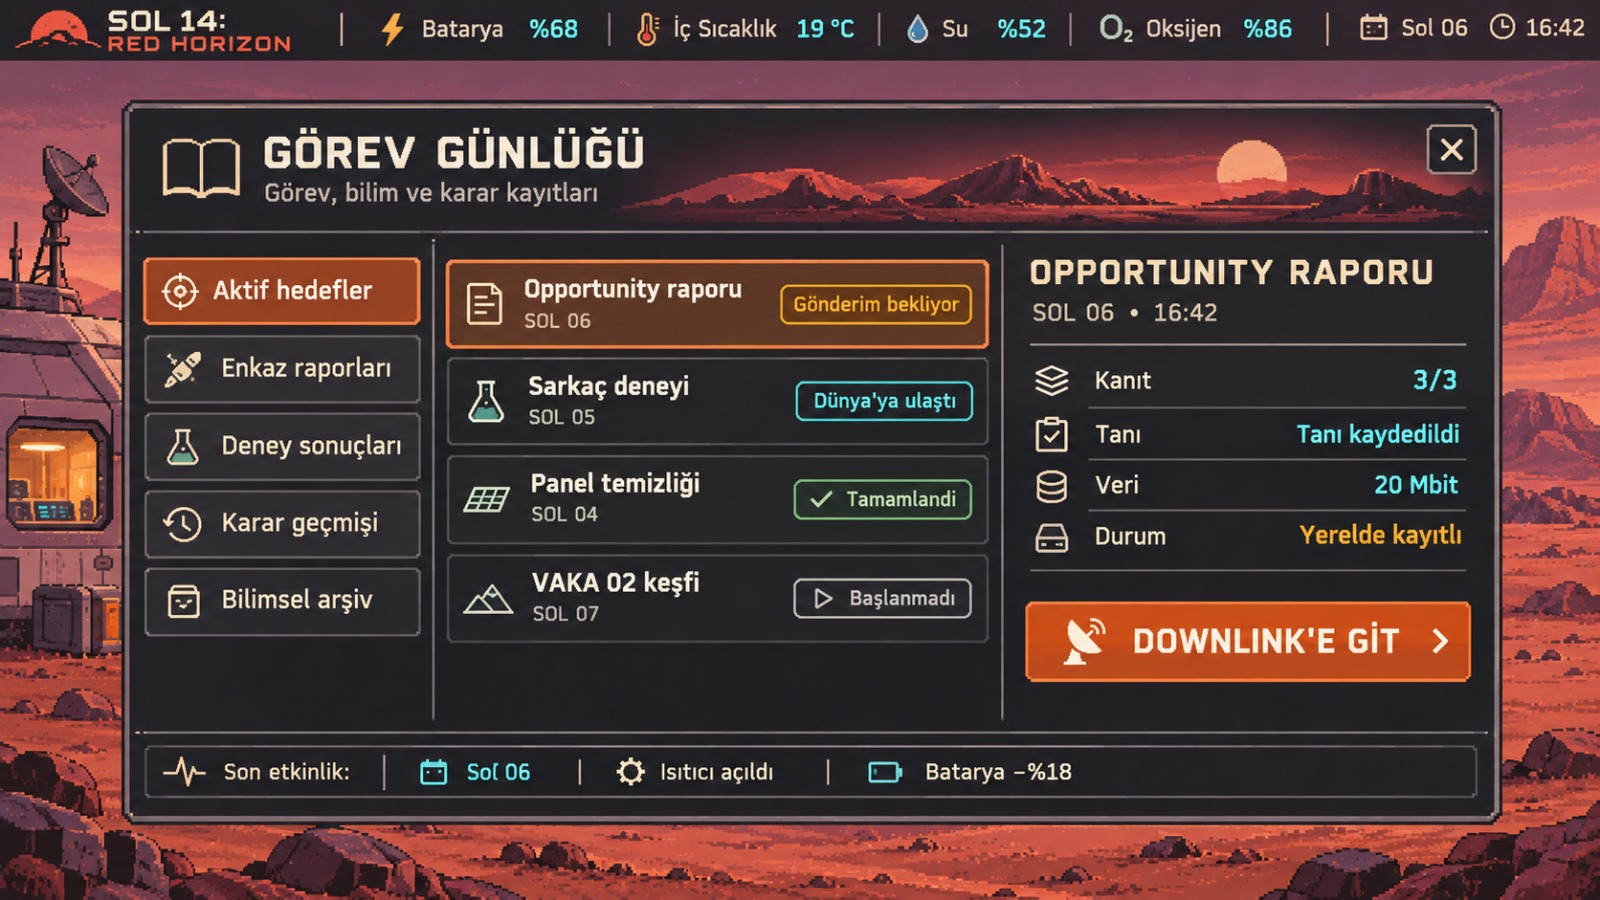 SOL 14:
RED HORIZON
Batarya %68
İç Sıcaklık 19 °C
Su %52
O₂ Oksijen %86
Sol 06
16:42
GÖREV GÜNLÜĞÜ
Görev, bilim ve karar kayıtları
Aktif hedefler
Enkaz raporları
Deney sonuçları
Karar geçmişi
Bilimsel arşiv
Opportunity raporu
SOL 06
Gönderim bekliyor
Sarkaç deneyi
SOL 05
Dünya'ya ulaştı
Panel temizliği
SOL 04
Tamamlandi
VAKA 02 keşfi
SOL 07
Başlanmadı
OPPORTUNITY RAPORU
SOL 06 • 16:42
Kanıt 3/3
Tanı Tanı kaydedildi
Veri 20 Mbit
Durum Yerelde kayıtlı
DOWNLINK'E GİT
Son etkinlik: Sol 06 Isıtıcı açıldı Batarya −%18